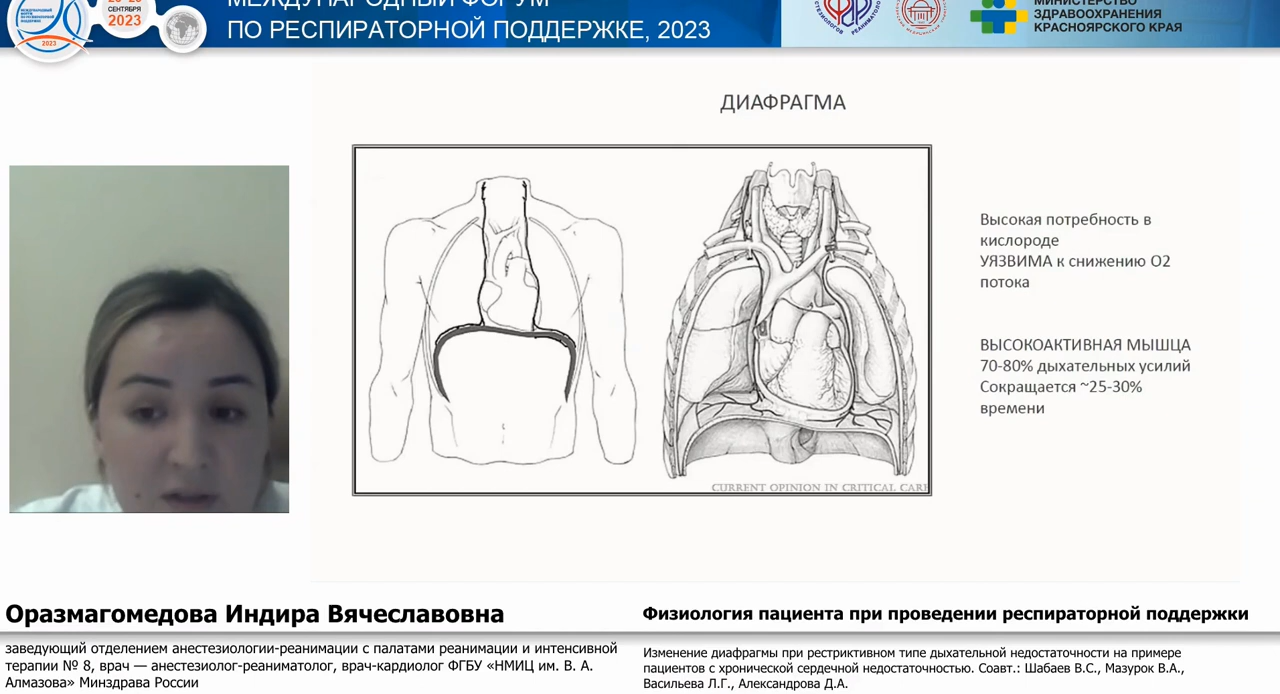 МЕЖДУНАРОДНЫЙ ФОРУМ
ПО РЕСПИРАТОРНОЙ ПОДДЕРЖКЕ, 2023
СЕНТЯБРЯ
2023
2023
МИНИСТЕРСТВО
ЗДРАВООХРАНЕНИЯ
КРАСНОЯРСКОГО КРАЯ
ДИАФРАГМА
Высокая потребность в
кислороде
УЯЗВИМА к снижению О2
потока
ВЫСОКОАКТИВНАЯ МЫШЦА
70-80% дыхательных усилий
Сокращается ~25-30%
времени
CURRENT OPINION IN CRITICAL CARE
Оразмагомедова Индира Вячеславовна
заведующий отделением анестезиологии-реанимации с палатами реанимации и интенсивной
терапии № 8, врач — анестезиолог-реаниматолог, врач-кардиолог ФГБУ «НМИЦ им. В. А.
Алмазова» Минздрава России
Физиология пациента при проведении респираторной поддержки
Изменение диафрагмы при рестриктивном типе дыхательной недостаточности на примере
пациентов с хронической сердечной недостаточностью. Соавт.: Шабаев В.С., Мазурок В.А.,
Васильева Л.Г., Александрова Д.А.